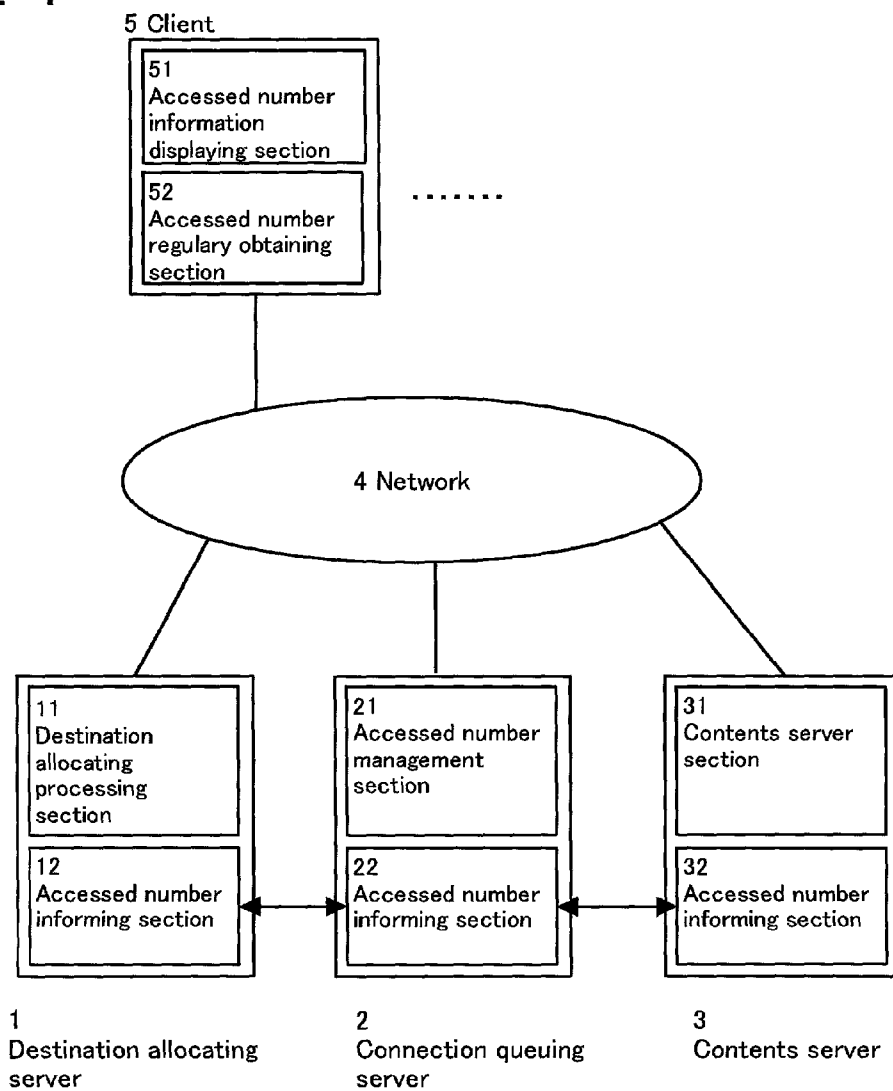 5 Client
51
Accessed number
information
displaying section
52
Accessed number
regulary obtaining
section
.......
4 Network
11
Destination
allocating
processing
section
12
Accessed number
informing section
21
Accessed number
management
section
22
Accessed number
informing section
31
Contents server
section
32
Accessed number
informing section
1
Destination allocating
server
2
Connection queuing
server
3
Contents server